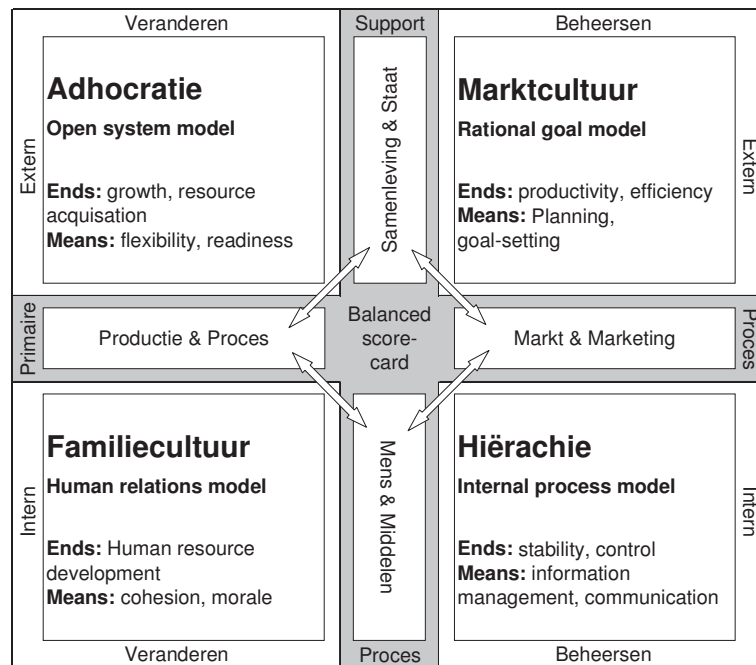 Veranderen
Support
Beheersen
Extern
Adhocratie
Open system model
Ends: growth, resource
acquisation
Means: flexibility, readiness
Samenleving & Staat
Marktcultuur
Rational goal model
Ends: productivity, efficiency
Means: Planning,
goal-setting
Extern
Primaire
Productie & Proces
Balanced
score-
card
Markt & Marketing
Proces
Intern
Familiecultuur
Human relations model
Ends: Human resource
development
Means: cohesion, morale
Mens & Middelen
Hiërachie
Internal process model
Ends: stability, control
Means: information
management, communication
Intern
Veranderen
Proces
Beheersen